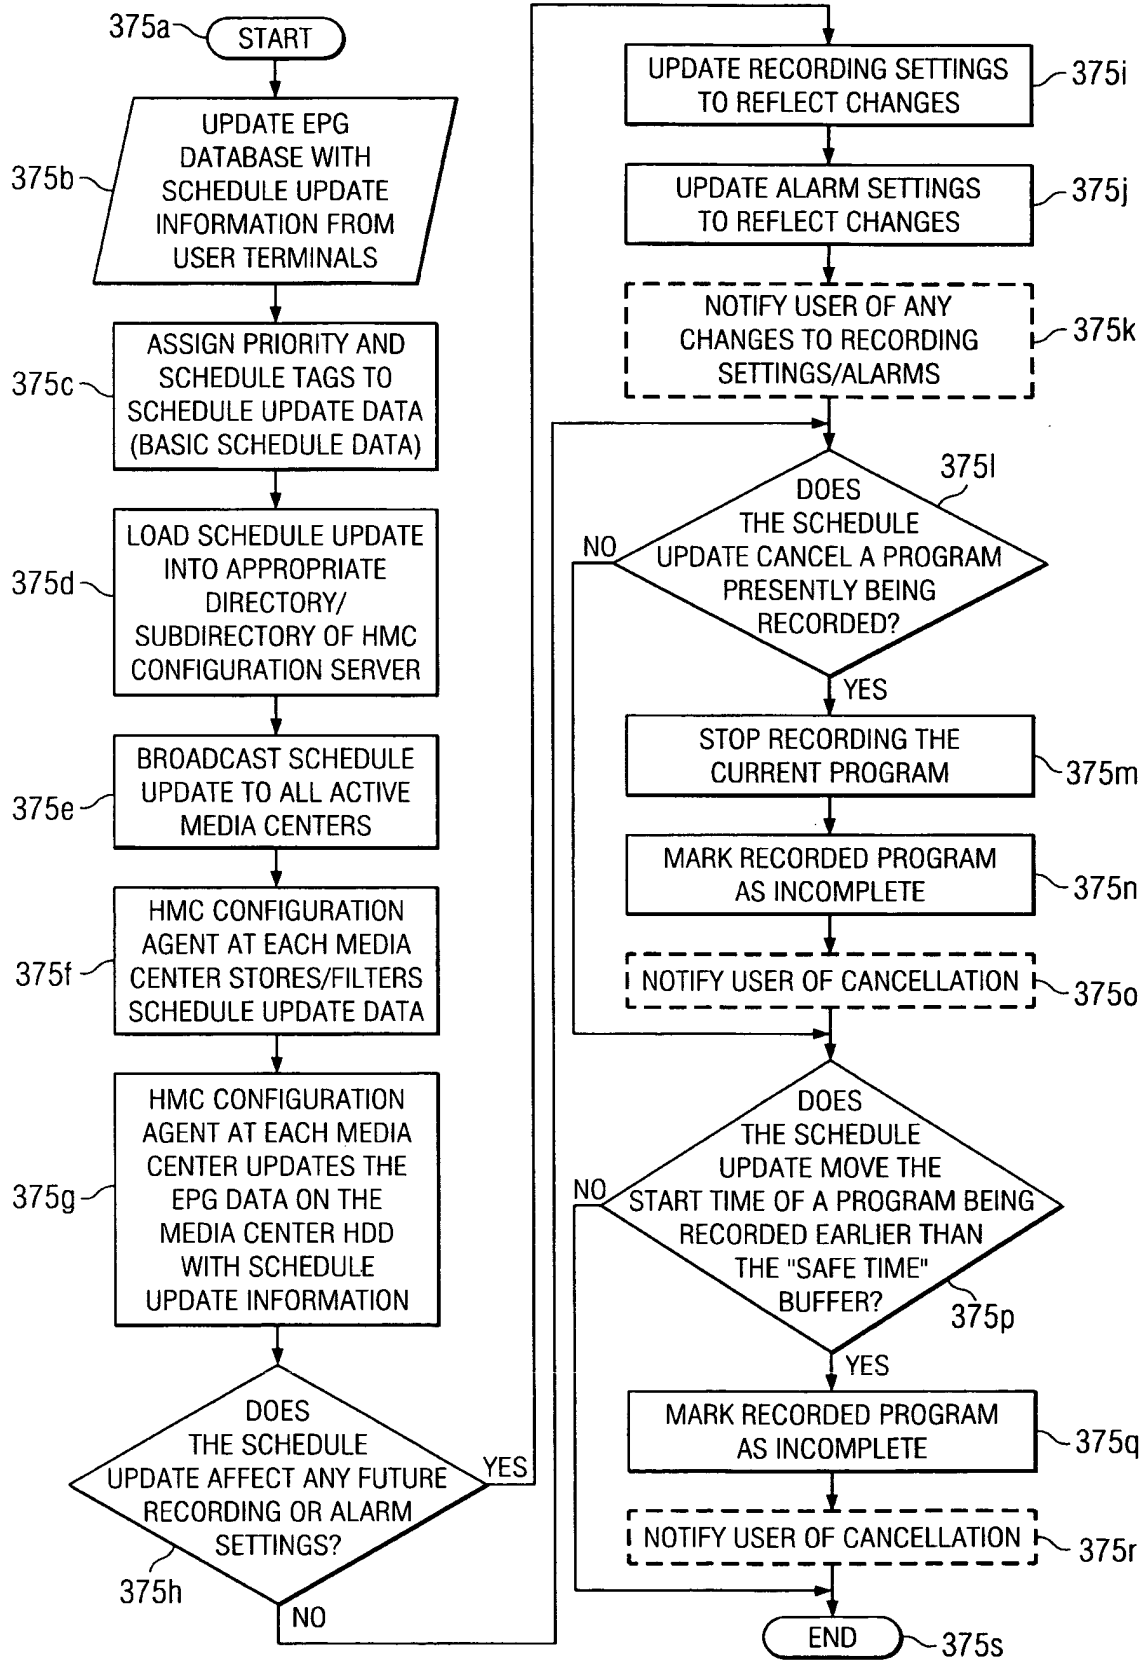 375a
START
375b
UPDATE EPG
DATABASE WITH
SCHEDULE UPDATE
INFORMATION FROM
USER TERMINALS
375c
ASSIGN PRIORITY AND
SCHEDULE TAGS TO
SCHEDULE UPDATE DATA
(BASIC SCHEDULE DATA)
375d
LOAD SCHEDULE UPDATE
INTO APPROPRIATE
DIRECTORY/
SUBDIRECTORY OF HMC
CONFIGURATION SERVER
375e
BROADCAST SCHEDULE
UPDATE TO ALL ACTIVE
MEDIA CENTERS
375f
HMC CONFIGURATION
AGENT AT EACH MEDIA
CENTER STORES/FILTERS
SCHEDULE UPDATE DATA
375g
HMC CONFIGURATION
AGENT AT EACH MEDIA
CENTER UPDATES THE
EPG DATA ON THE
MEDIA CENTER HDD
WITH SCHEDULE
UPDATE INFORMATION
DOES
THE SCHEDULE
UPDATE AFFECT ANY FUTURE
RECORDING OR ALARM
SETTINGS?
YES
375h
NO
UPDATE RECORDING SETTINGS
TO REFLECT CHANGES
375i
UPDATE ALARM SETTINGS
TO REFLECT CHANGES
375j
NOTIFY USER OF ANY
CHANGES TO RECORDING
SETTINGS/ALARMS
375k
375l
DOES
THE SCHEDULE
UPDATE CANCEL A PROGRAM
PRESENTLY BEING
RECORDED?
NO
YES
STOP RECORDING THE
CURRENT PROGRAM
375m
MARK RECORDED PROGRAM
AS INCOMPLETE
375n
NOTIFY USER OF CANCELLATION
375o
DOES
THE SCHEDULE
UPDATE MOVE THE
START TIME OF A PROGRAM BEING
RECORDED EARLIER THAN
THE "SAFE TIME"
BUFFER?
NO
375p
YES
MARK RECORDED PROGRAM
AS INCOMPLETE
375q
NOTIFY USER OF CANCELLATION
375r
END
375s